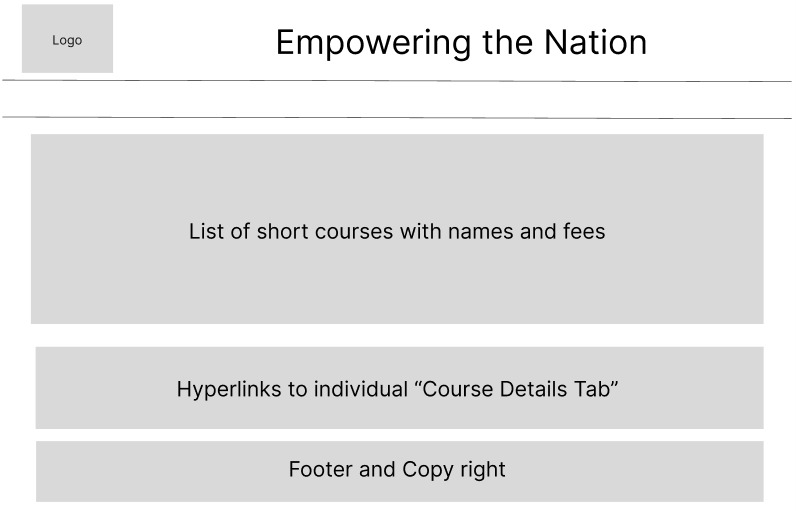 Logo
Empowering the Nation
List of short courses with names and fees
Hyperlinks to individual “Course Details Tab”
Footer and Copy right